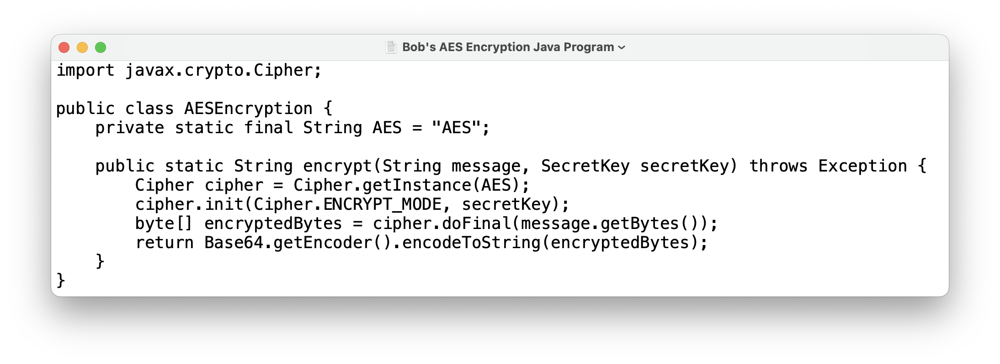 Bob's AES Encryption Java Program
import javax.crypto.Cipher;
public class AESEncryption {
    private static final String AES = "AES";
    public static String encrypt(String message, SecretKey secretKey) throws Exception {
        Cipher cipher = Cipher.getInstance(AES);
        cipher.init(Cipher.ENCRYPT_MODE, secretKey);
        byte[] encryptedBytes = cipher.doFinal(message.getBytes());
        return Base64.getEncoder().encodeToString(encryptedBytes);
    }
}